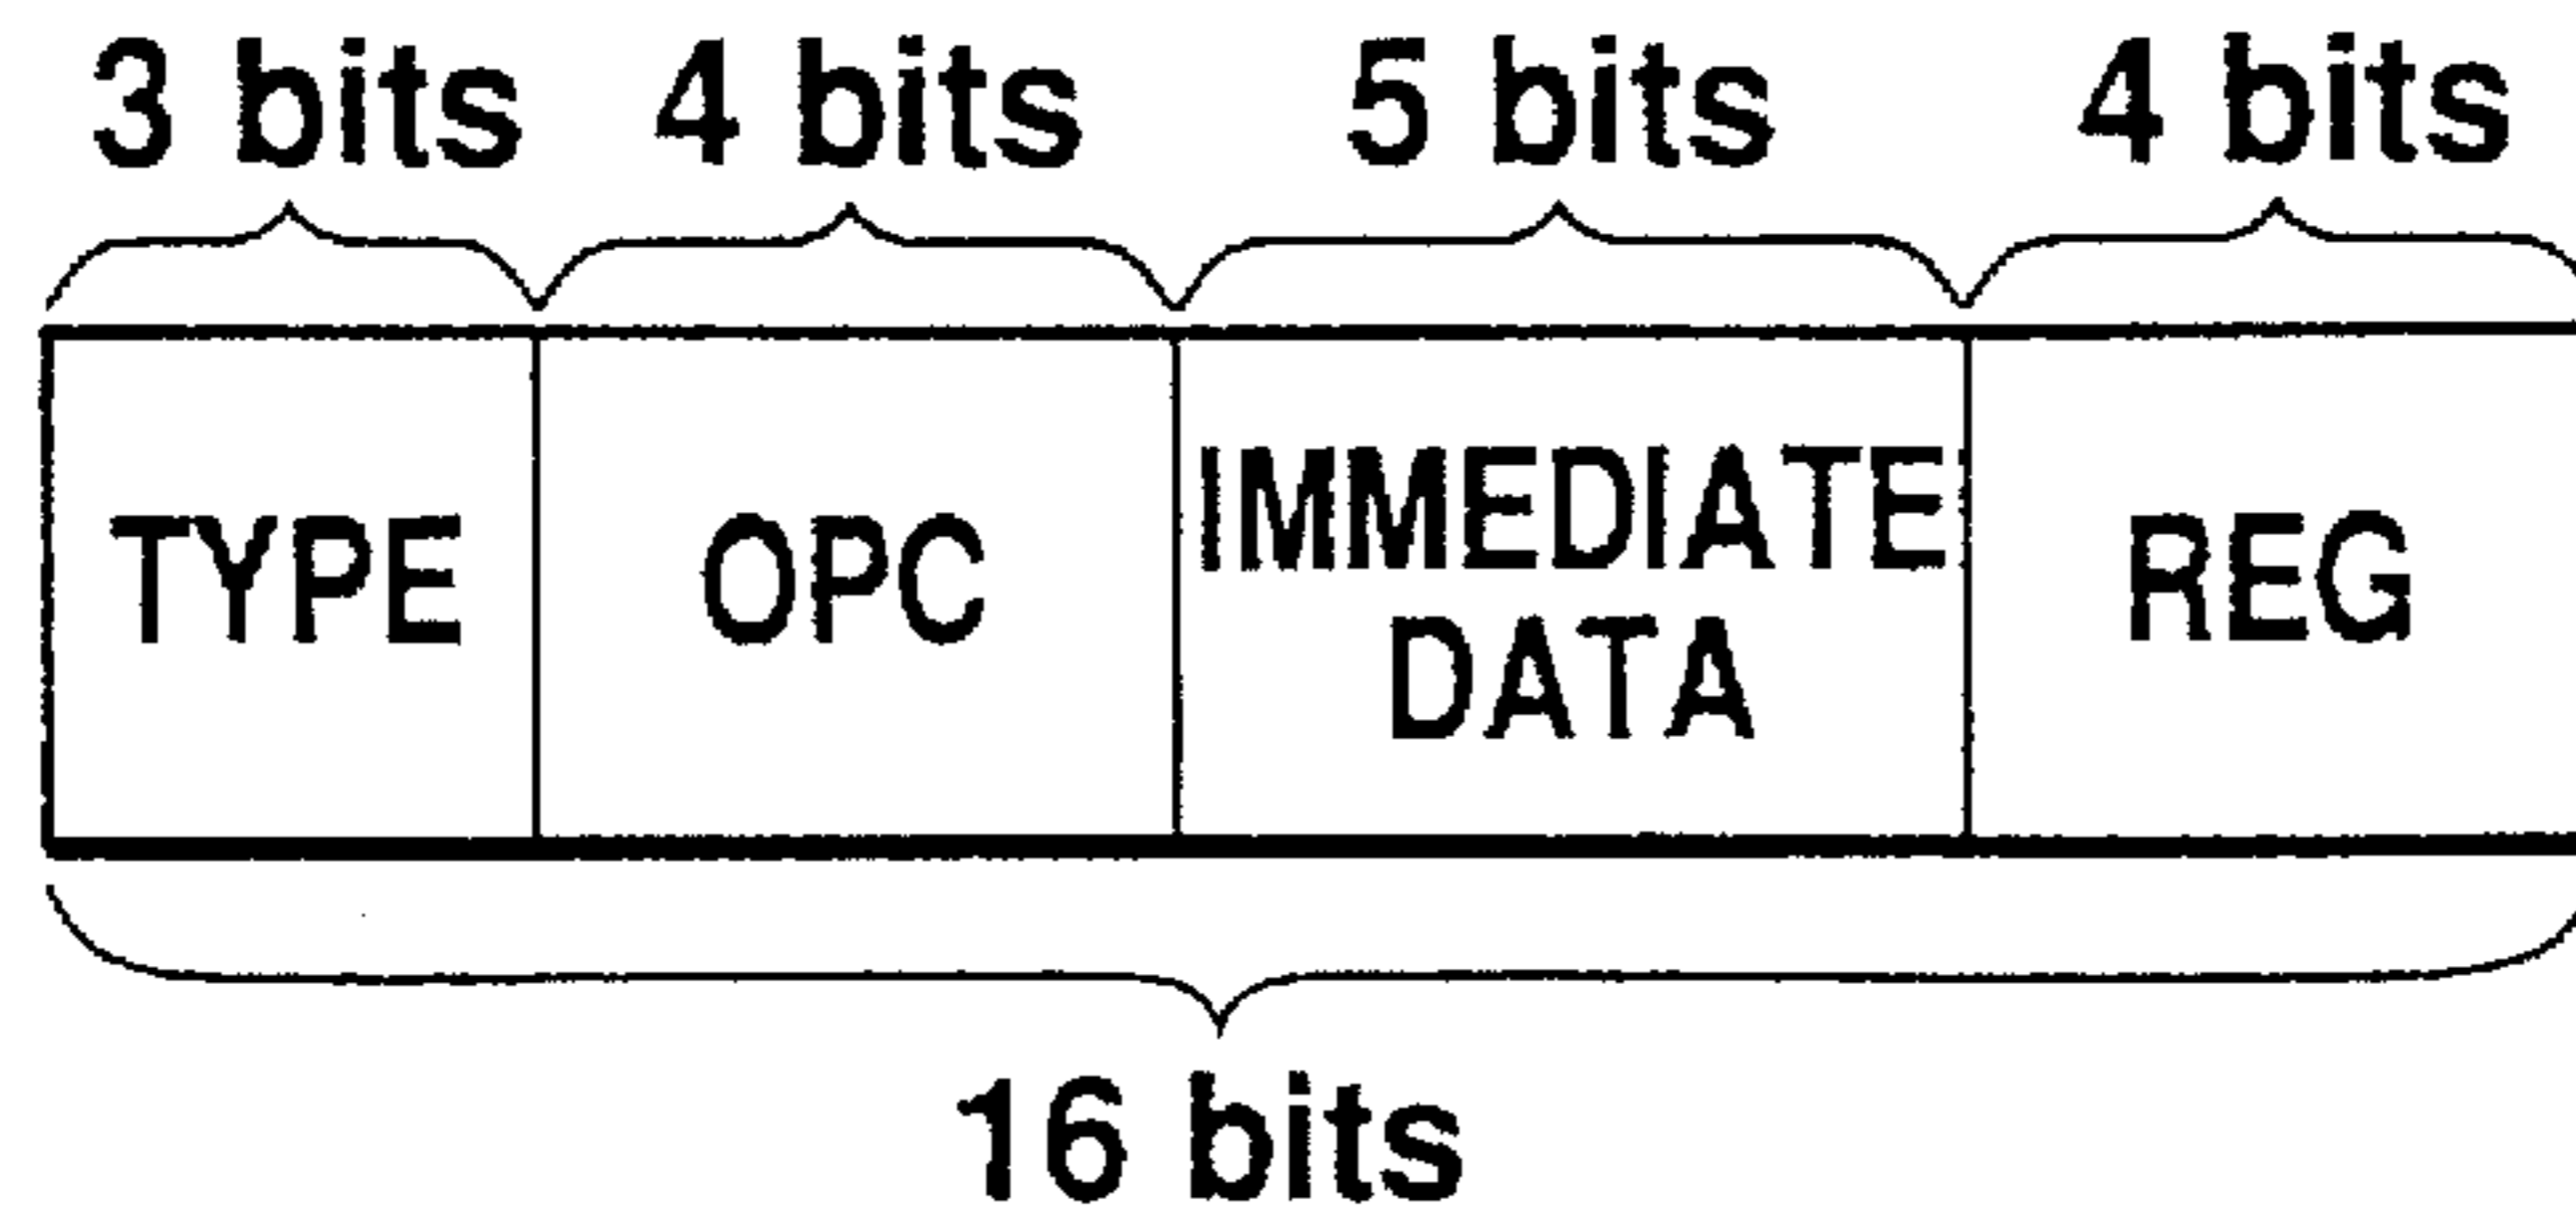 3 bits 4 bits 5 bits 4 bits
TYPE OPC IMMEDIATE DATA REG
16 bits